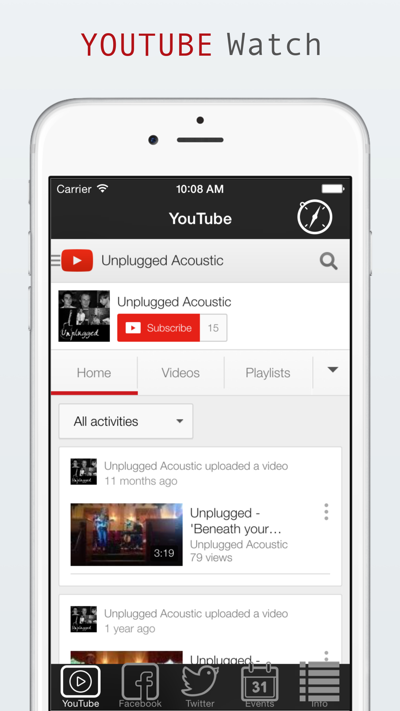 YOUTUBE Watch
Carrier 10:08 AM
YouTube
Unplugged Acoustic
Unplugged Acoustic
Unplugged
Subscribe 15
Home Videos Playlists
All activities
Unplugged Acoustic uploaded a video
11 months ago
Unplugged -
'Beneath your...
Unplugged Acoustic
79 views
3:19
Unplugged Acoustic uploaded a video
1 year ago
Unplugged -
31
YouTube Facebook Twitter Events Info